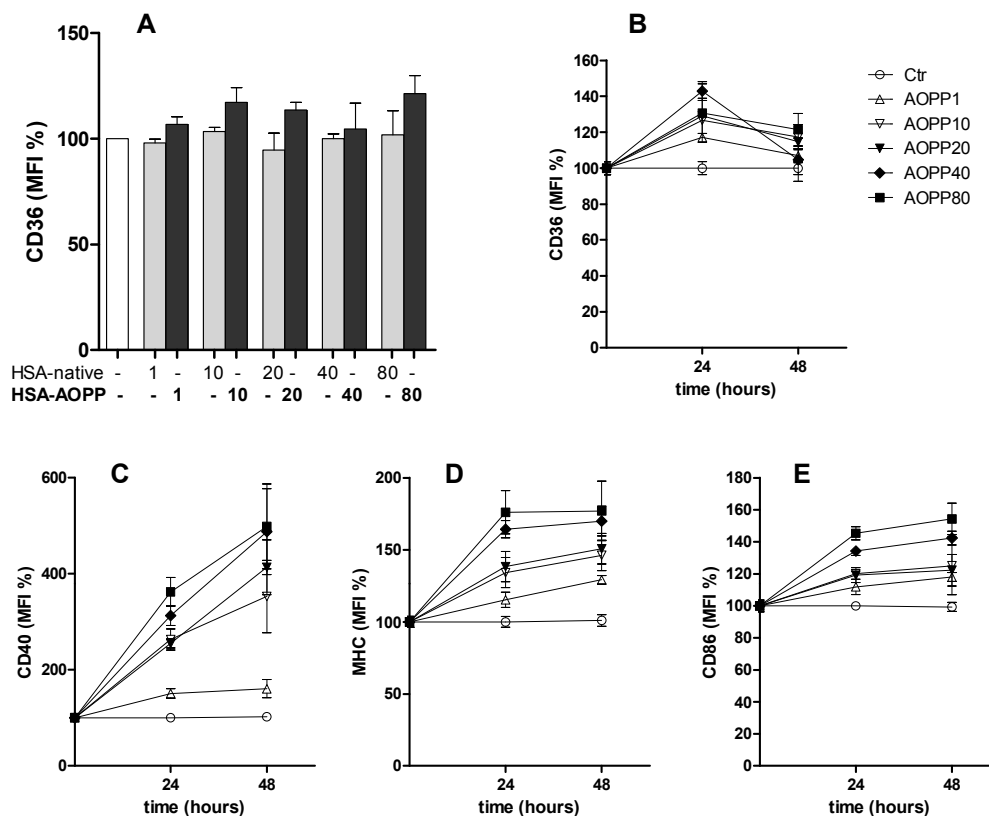 A
CD36 (MFI %)
150
100
50
0
HSA-native - 1 - 10 - 20 - 40 - 80 -
HSA-AOPP - - 1 - 10 - 20 - 40 - 80
B
CD36 (MFI %)
160
140
120
100
80
60
40
20
0
24 48
time (hours)
Ctr
AOPP1
AOPP10
AOPP20
AOPP40
AOPP80
C
CD40 (MFI %)
600
400
200
0
24 48
time (hours)
D
MHC (MFI %)
200
150
100
50
0
24 48
time (hours)
E
CD86 (MFI %)
180
160
140
120
100
80
60
40
20
0
24 48
time (hours)